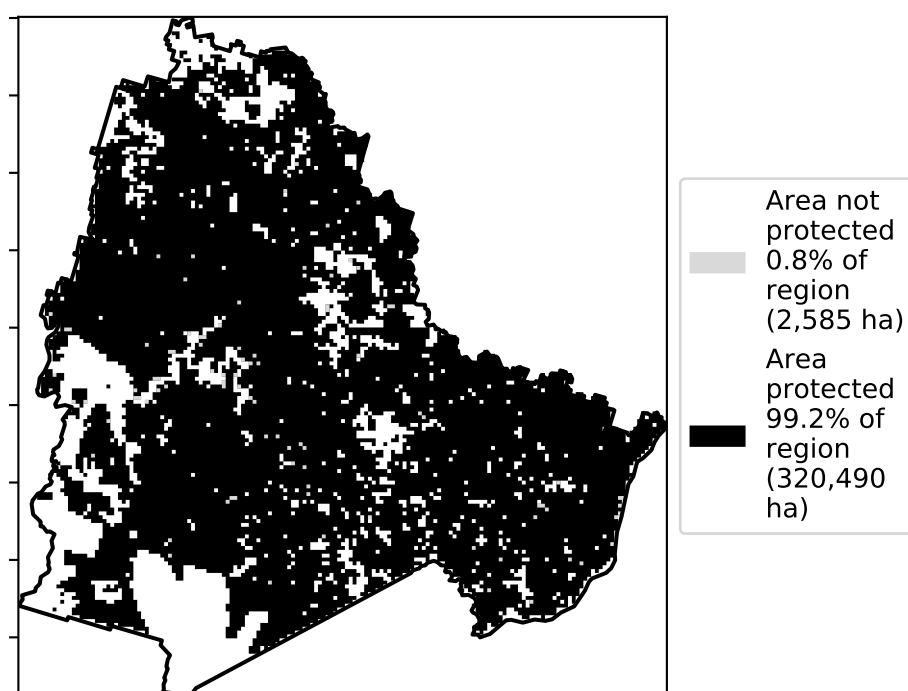 Area not
protected
0.8% of
region
(2,585 ha)
Area
protected
99.2% of
region
(320,490
ha)